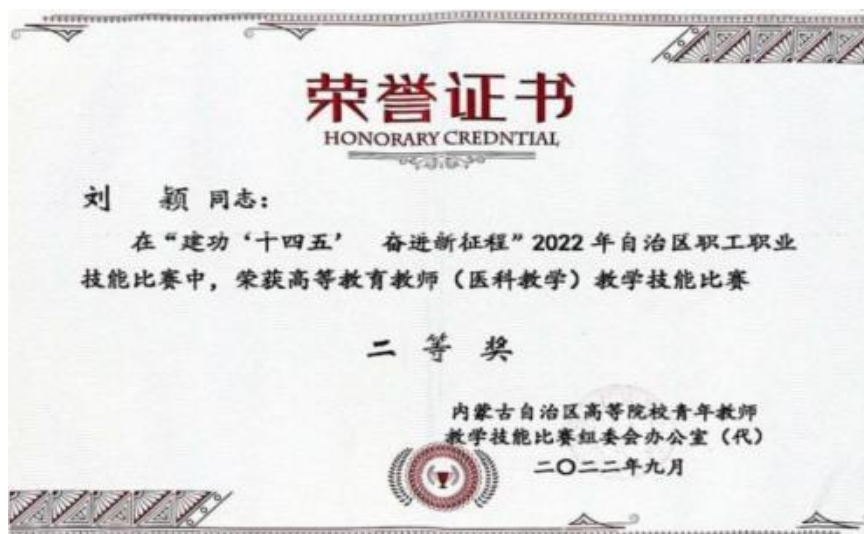 荣誉证书
HONORARY CREDNTIAL
刘 颖 同志：
在“建功‘十四五’ 奋进新征程”2022年自治区职工职业
技能比赛中，荣获高等教育教师（医科教学）教学技能比赛
二 等 奖
内蒙古自治区高等院校青年教师
教学技能比赛组委会办公室（代）
二〇二二年九月